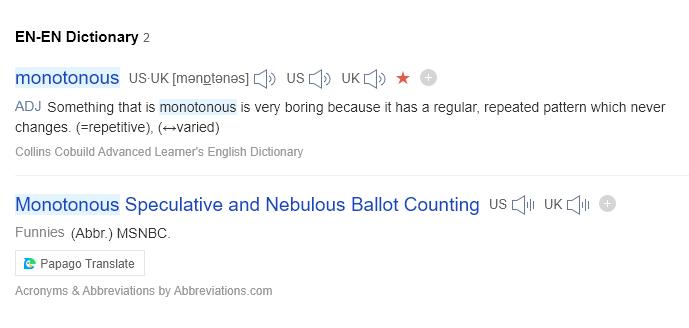 EN-EN Dictionary 2
monotonous US·UK [mənɒtənəs] US UK
ADJ Something that is monotonous is very boring because it has a regular, repeated pattern which never
changes. (=repetitive), (↔varied)
Collins Cobuild Advanced Learner's English Dictionary
Monotonous Speculative and Nebulous Ballot Counting US UK
Funnies (Abbr.) MSNBC.
Papago Translate
Acronyms & Abbreviations by Abbreviations.com